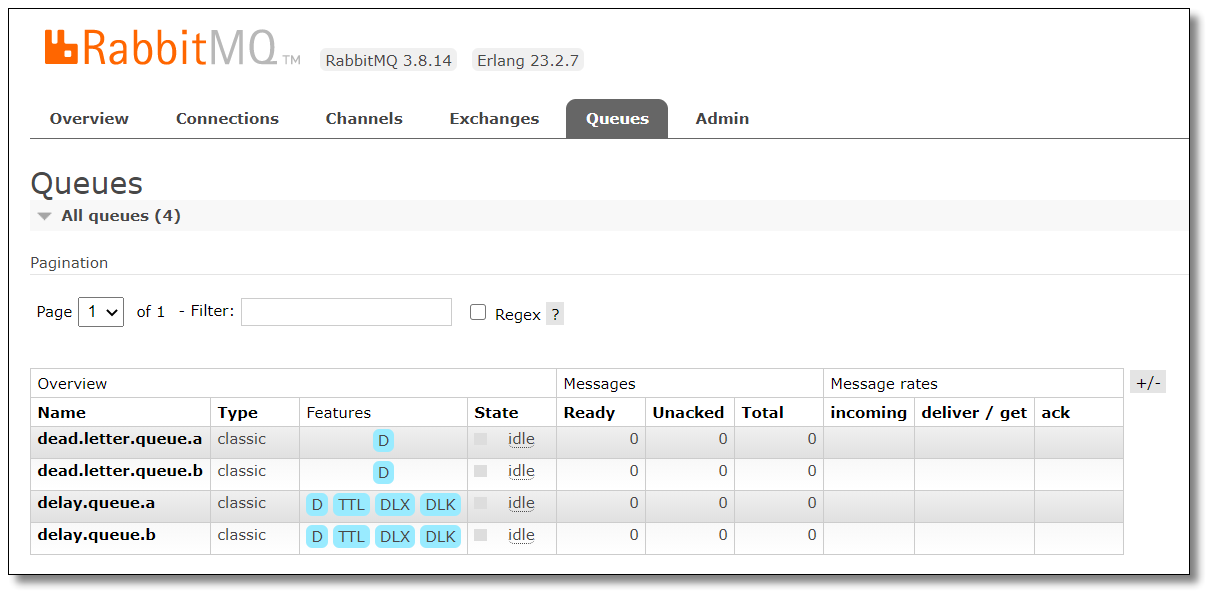 RabbitMQ TM RabbitMQ 3.8.14 Erlang 23.2.7
Overview Connections Channels Exchanges Queues Admin
Queues
All queues (4)
Pagination
Page 1 of 1 - Filter: Regex ?
Overview Messages Message rates +/-
Name Type Features State Ready Unacked Total incoming deliver / get ack
dead.letter.queue.a classic D idle 0 0 0
dead.letter.queue.b classic D idle 0 0 0
delay.queue.a classic D TTL DLX DLK idle 0 0 0
delay.queue.b classic D TTL DLX DLK idle 0 0 0